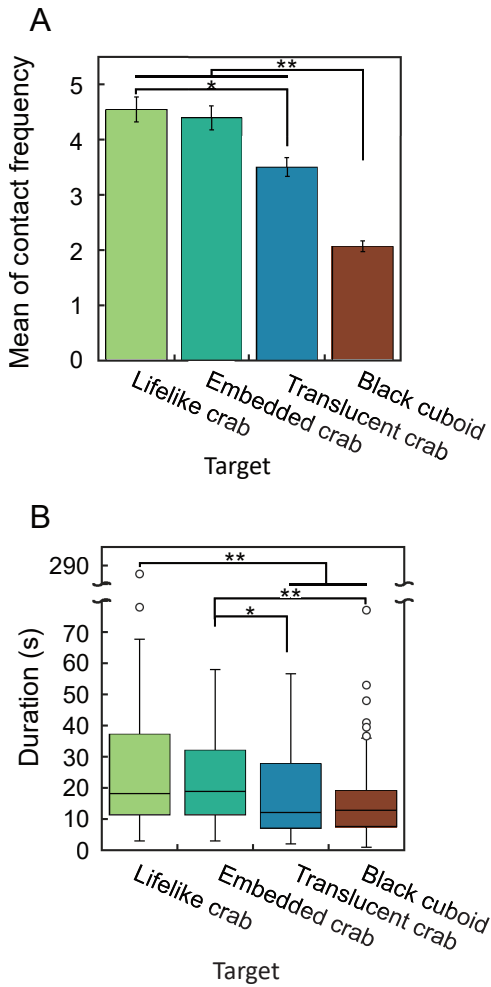 A
Mean of contact frequency
5
4
3
2
1
0
**
*
Lifelike crab
Embedded crab
Translucent crab
Black cuboid
Target
B
Duration (s)
290
70
60
50
40
30
20
10
0
**
**
*
Lifelike crab
Embedded crab
Translucent crab
Black cuboid
Target